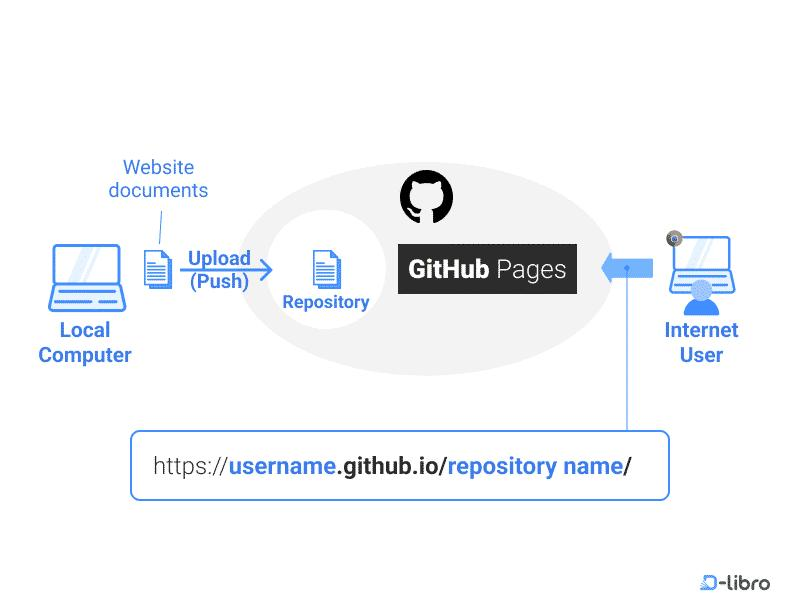 Website
documents
Upload
(Push)
Repository
GitHub Pages
Local
Computer
Internet
User
https://username.github.io/repository name/
D-libro